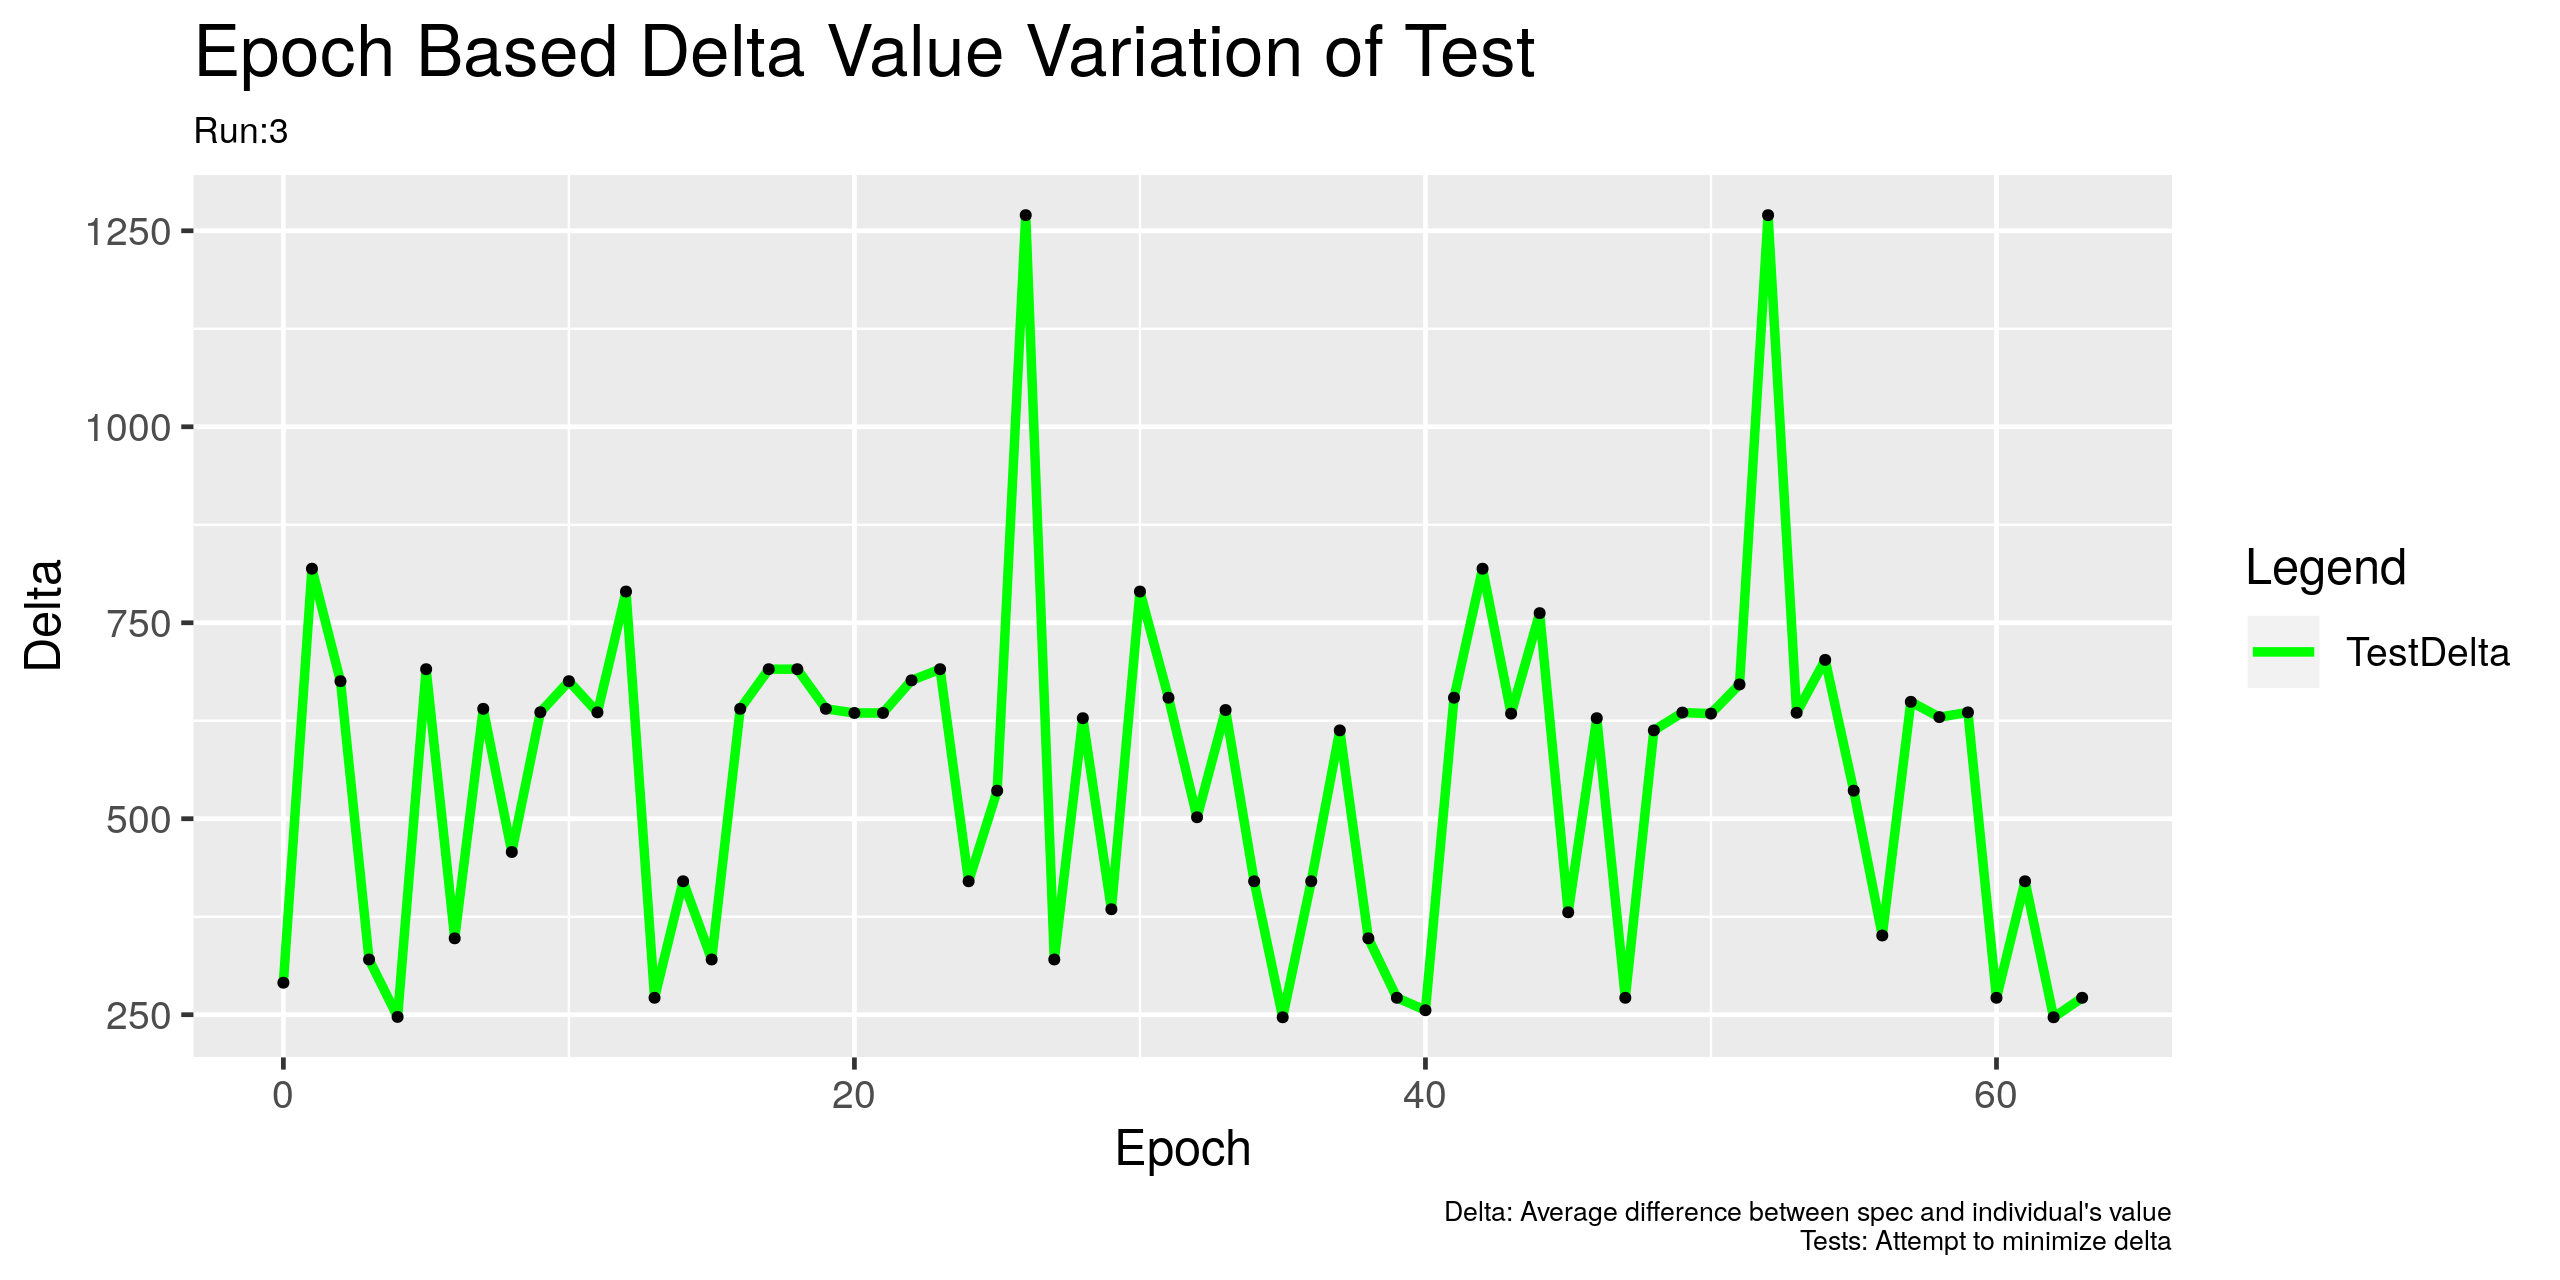 Epoch Based Delta Value Variation of Test
Run:3
1250
1000
750
500
250
Delta
0 20 40 60
Epoch
Legend
TestDelta
Delta: Average difference between spec and individual's value
Tests: Attempt to minimize delta